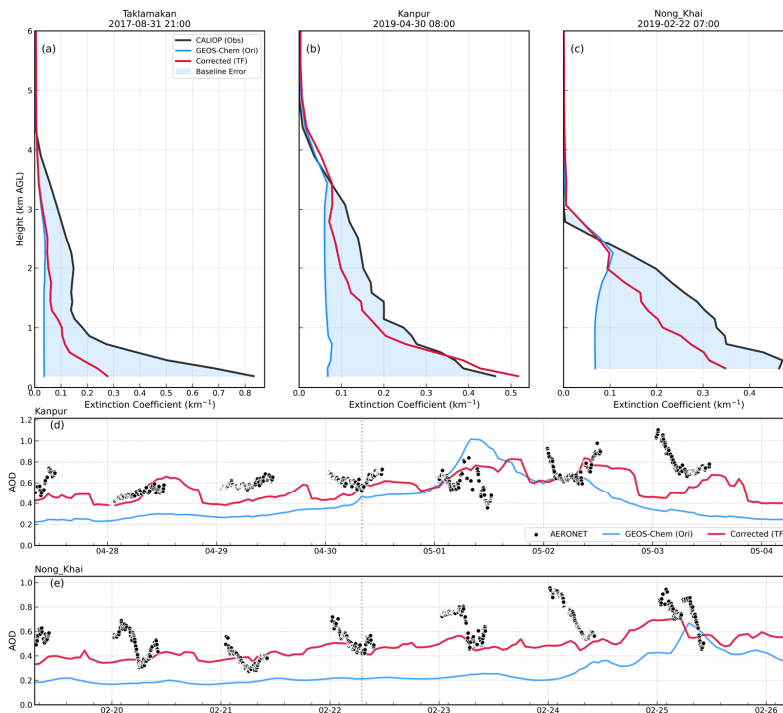 Taklamakan
2017-08-31 21:00
Kanpur
2019-04-30 08:00
Nong_Khai
2019-02-22 07:00
(a)
CALIOP (Obs)
GEOS-Chem (Ori)
Corrected (TF)
Baseline Error
(b)
(c)
Height (km AGL)
6
5
4
3
2
1
0
0 0.1 0.2 0.3 0.4 0.5 0.6 0.7 0.8
0 0.1 0.2 0.3 0.4 0.5
0 0.1 0.2 0.3 0.4
Extinction Coefficient (km⁻¹)
Extinction Coefficient (km⁻¹)
Extinction Coefficient (km⁻¹)
Kanpur
(d)
AOD
1.2
1.0
0.8
0.6
0.4
0.2
0.0
AERONET
GEOS-Chem (Ori)
Corrected (TF)
04-28 04-29 04-30 05-01 05-02 05-03 05-04
Nong_Khai
(e)
AOD
1.0
0.8
0.6
0.4
0.2
0.0
02-20 02-21 02-22 02-23 02-24 02-25 02-26